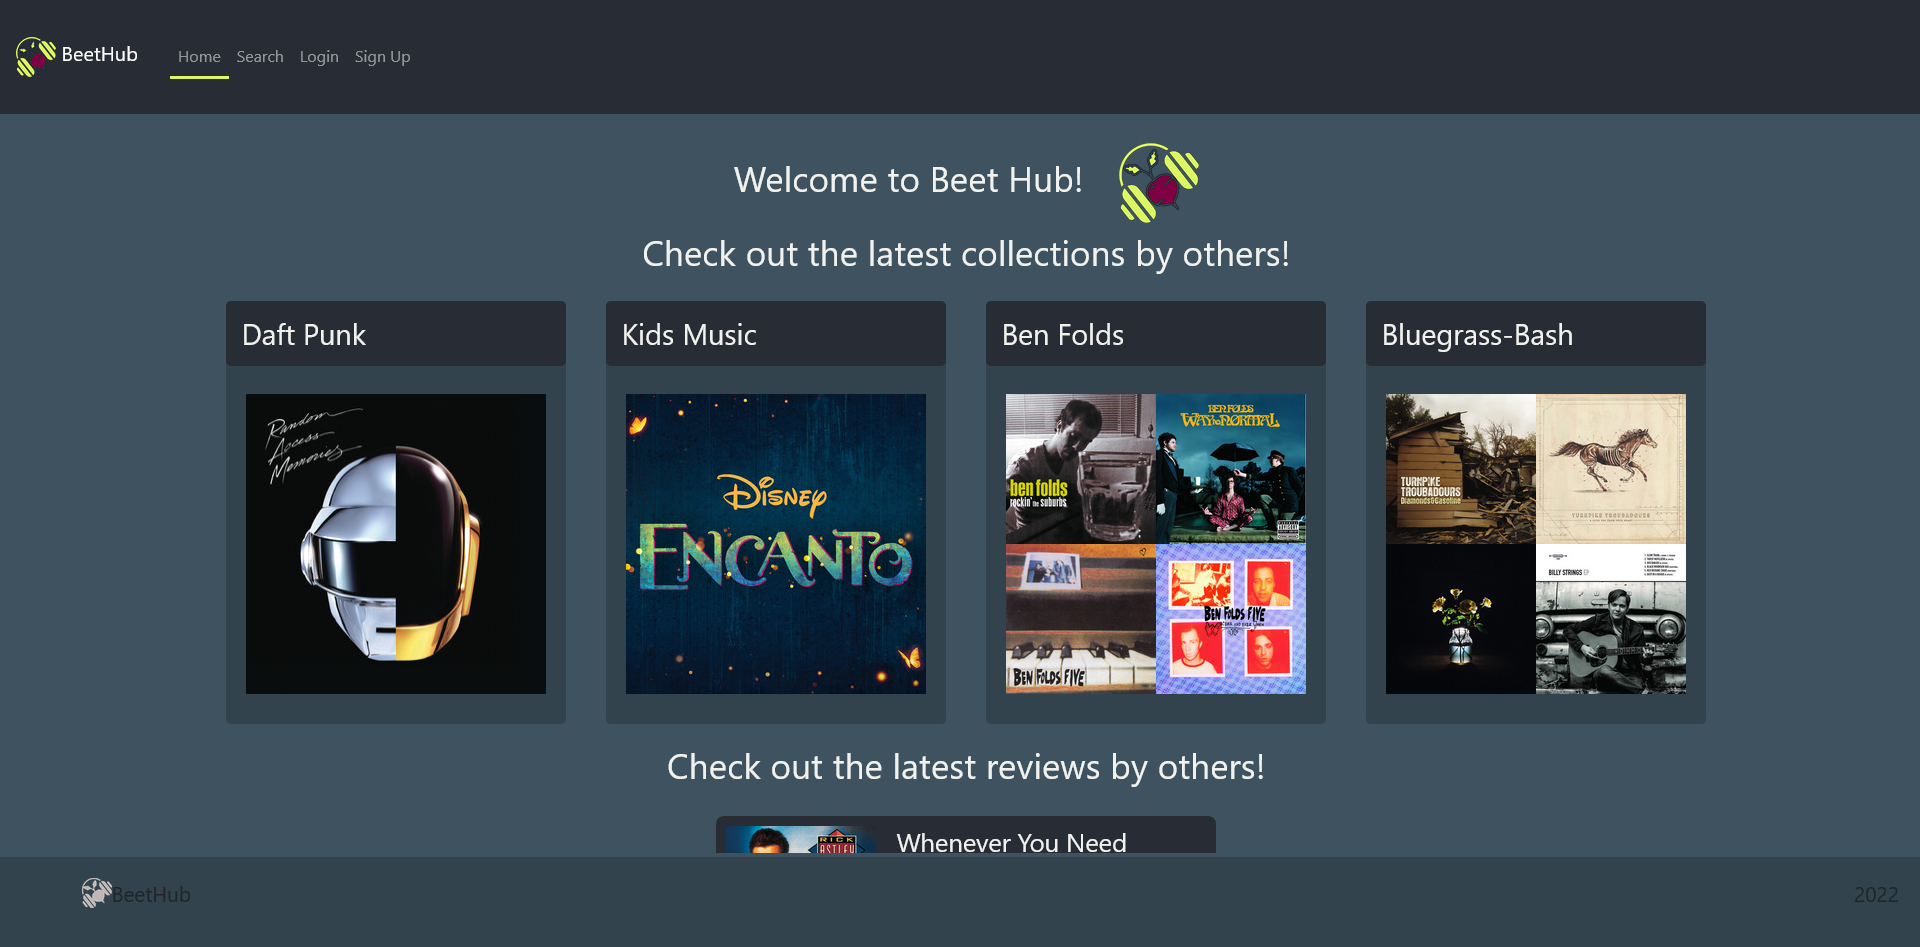 BeetHub
Home
Search
Login
Sign Up
Welcome to Beet Hub!
Check out the latest collections by others!
Daft Punk
Kids Music
Ben Folds
Bluegrass-Bash
Random
Access
Memories
Disney
ENCANTO
ben folds
rockin' the suburbs
BEN FOLDS
WAY TO NORMAL
BEN FOLDS FIVE
BEN FOLDS FIVE
TURNPIKE
TROUBADOURS
Diamonds & Gasoline
TURNPIKE TROUBADOURS
BILLY STRINGS EP
Check out the latest reviews by others!
RICK
ASTLEY
Whenever You Need
BeetHub
2022